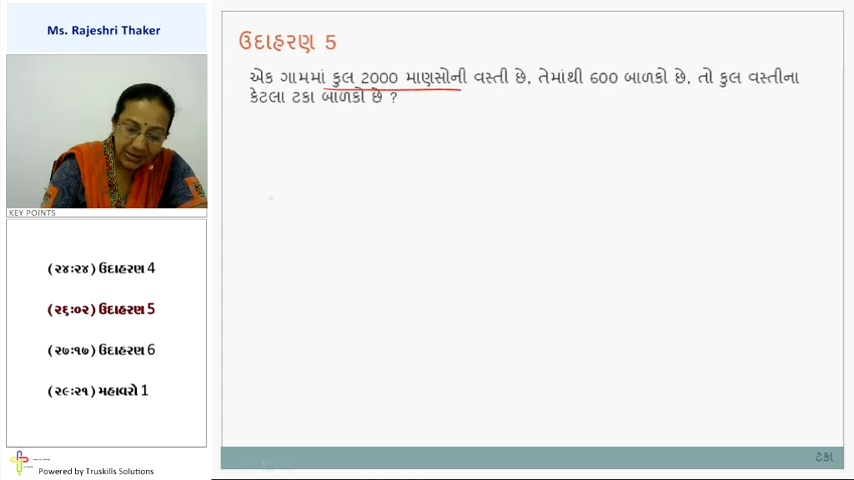 Ms. Rajeshri Thaker
ઉદાહરણ 5
એક ગામમાં કુલ 2000 માણસોની વસ્તી છે, તેમાંથી 600 બાળકો છે, તો કુલ વસ્તીના
કેટલા ટકા બાળકો છે ?
KEY POINTS
(૨૪:૨૪) ઉદાહરણ 4
(૨૬:૦૨) ઉદાહરણ 5
(૨૭:૧૭) ઉદાહરણ 6
(૨૯:૨૧) મહાવરો 1
ટકા
Powered by Truskills Solutions